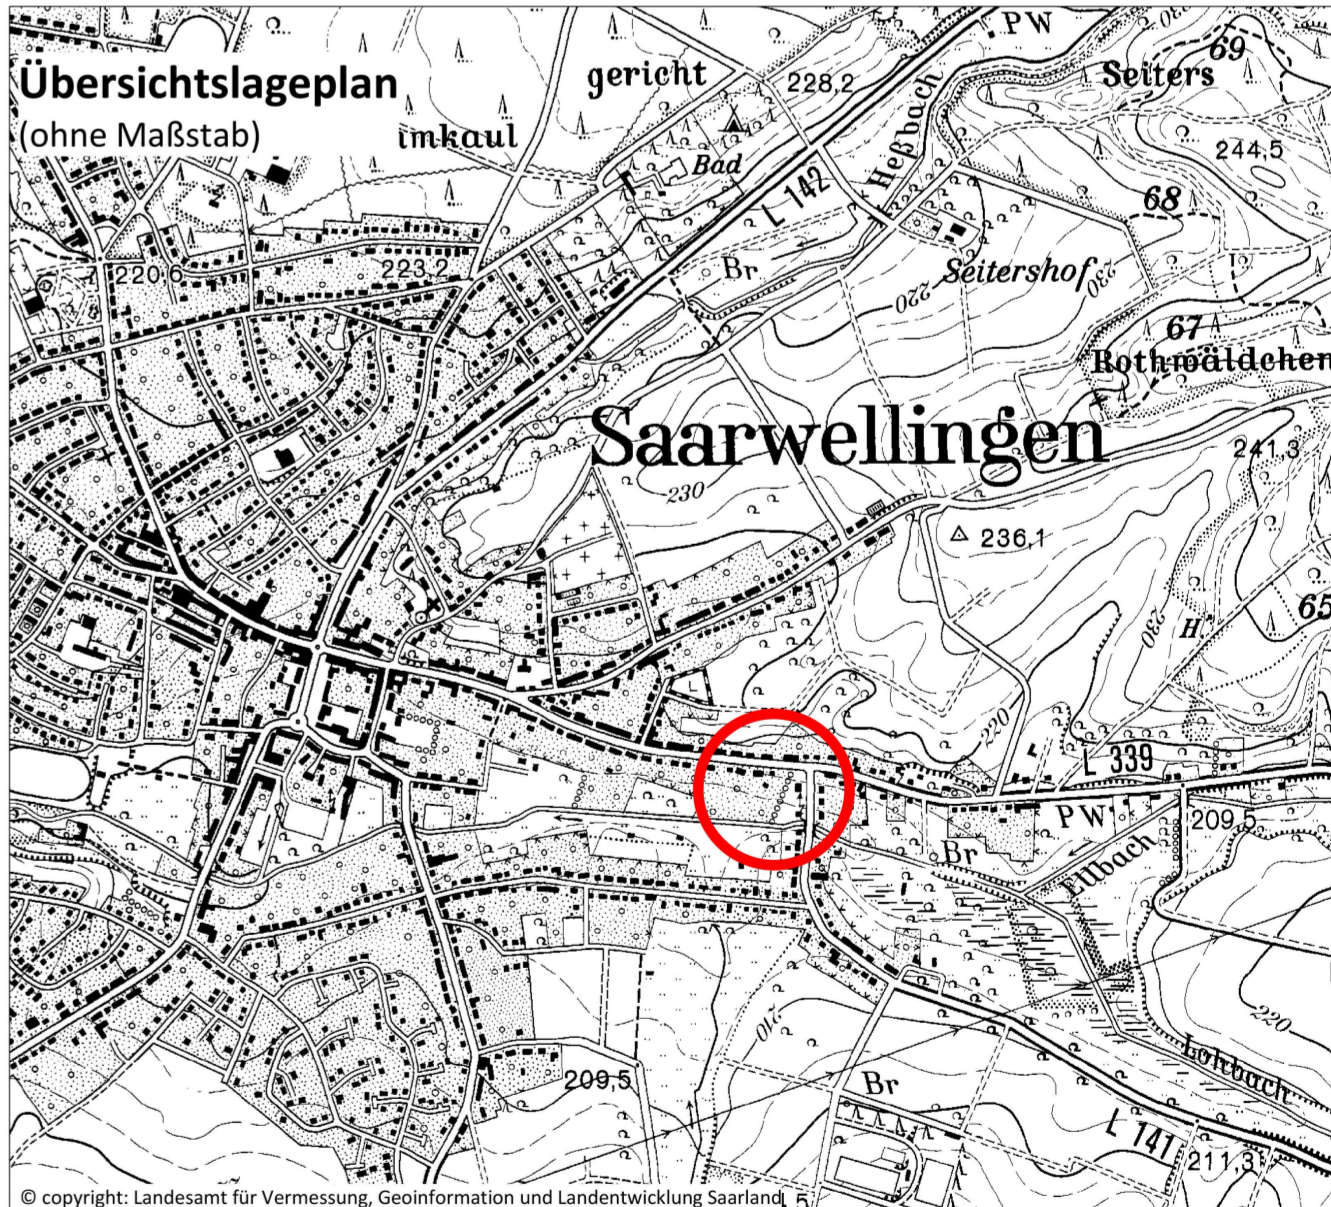 Übersichtslageplan
(ohne Maßstab)
PW
230
69
gericht
228,2
Seiters
imkaul
Heßbach
Bad
244,5
L 142
68
220,6
223,2
Br
Seitershof
220
230
67
Rothwäldchen
Saarwellingen
241,3
230
236,1
65
230
H.
220
L 339
PW
209,5
Br
Ellbach
210
220
209,5
Br
Lohbach
L 141
211,3
© copyright: Landesamt für Vermessung, Geoinformation und Landentwicklung Saarland